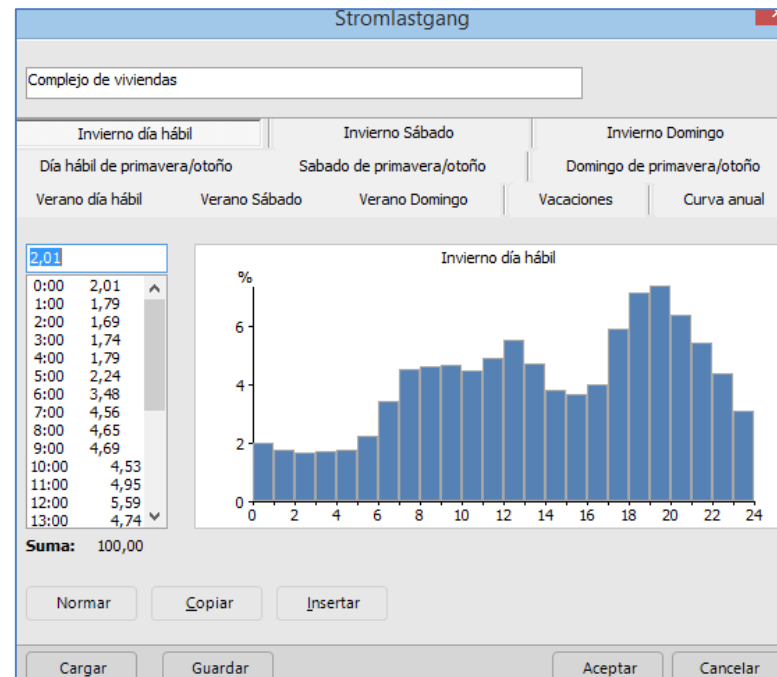 Stromlastgang
Complejo de viviendas
Invierno día hábil Invierno Sábado Invierno Domingo
Día hábil de primavera/otoño Sabado de primavera/otoño Domingo de primavera/otoño
Verano día hábil Verano Sábado Verano Domingo Vacaciones Curva anual
2,01
0:00 2,01
1:00 1,79
2:00 1,69
3:00 1,74
4:00 1,79
5:00 2,24
6:00 3,48
7:00 4,56
8:00 4,65
9:00 4,69
10:00 4,53
11:00 4,95
12:00 5,59
13:00 4,74
Suma: 100,00
Invierno día hábil
%
6
4
2
0
0 2 4 6 8 10 12 14 16 18 20 22 24
Normar Copiar Insertar
Cargar Guardar Aceptar Cancelar